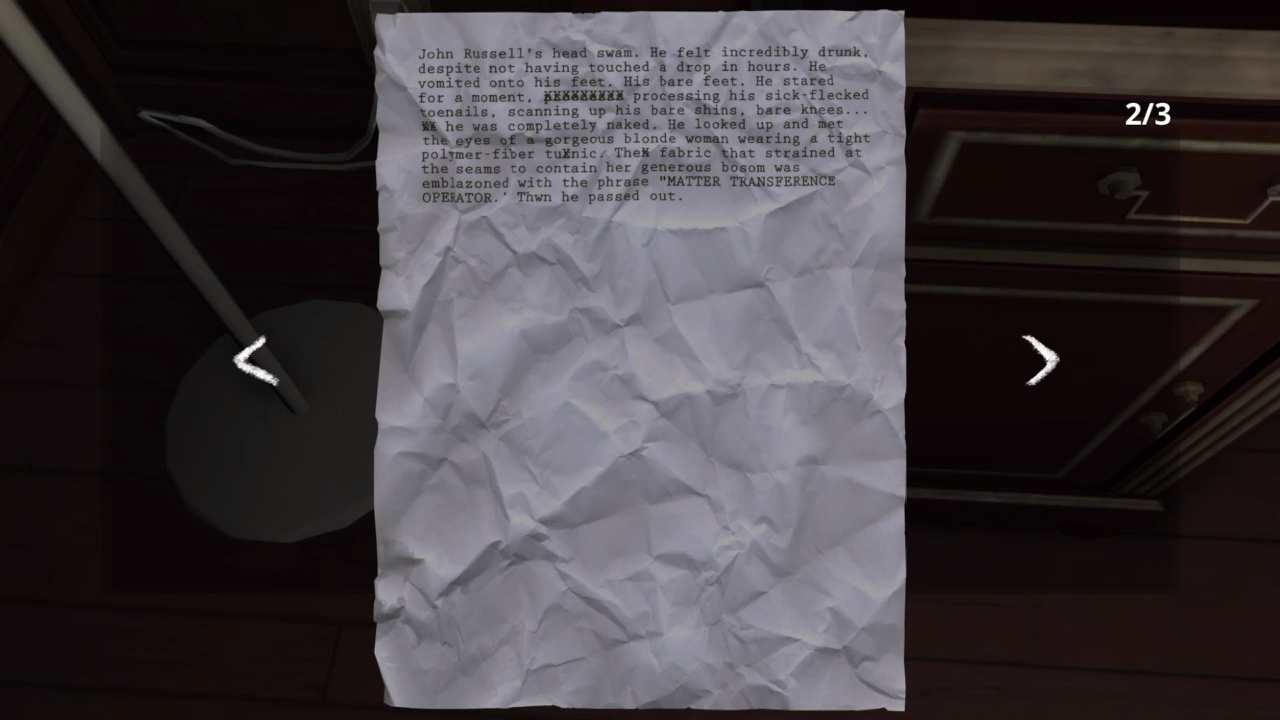 John Russell's head swam. He felt incredibly drunk,
despite not having touched a drop in hours. He
vomited onto his feet. His bare feet. He stared
for a moment, processing his sick-flecked
toenails, scanning up his bare shins, bare knees...
he was completely naked. He looked up and met
the eyes of a gorgeous blonde woman wearing a tight
polymer-fiber tuXnic. TheX fabric that strained at
the seams to contain her generous bosom was
emblazoned with the phrase "MATTER TRANSFERENCE
OPERATOR.' Thwn he passed out.
2/3